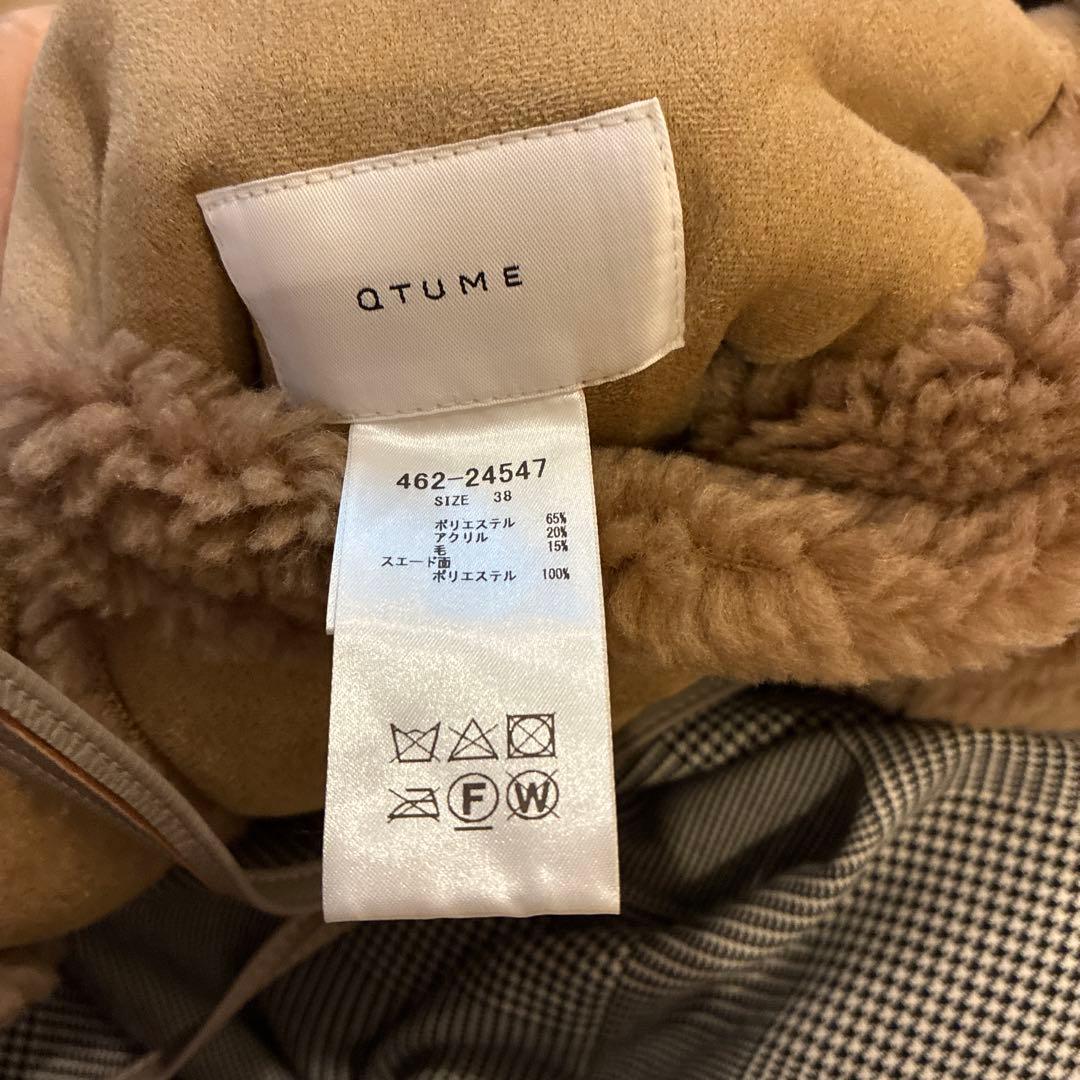 QTUME
462-24547
SIZE 38
ポリエステル 65%
アクリル 20%
毛 15%
スエード面
ポリエステル 100%
F W